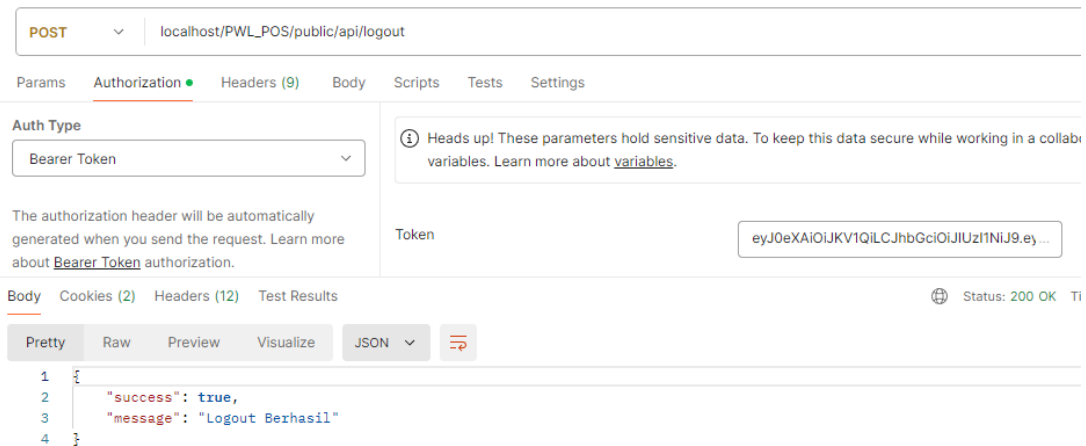 POST localhost/PWL_POS/public/api/logout
Params Authorization Headers (9) Body Scripts Tests Settings
Auth Type
Bearer Token
The authorization header will be automatically
generated when you send the request. Learn more
about Bearer Token authorization.
Heads up! These parameters hold sensitive data. To keep this data secure while working in a collabo
variables. Learn more about variables.
Token eyJ0eXAiOiJKV1QiLCJhbGciOiJIUzI1NiJ9.ey...
Body Cookies (2) Headers (12) Test Results Status: 200 OK Ti
Pretty Raw Preview Visualize JSON
1 {
2 "success": true,
3 "message": "Logout Berhasil"
4 }